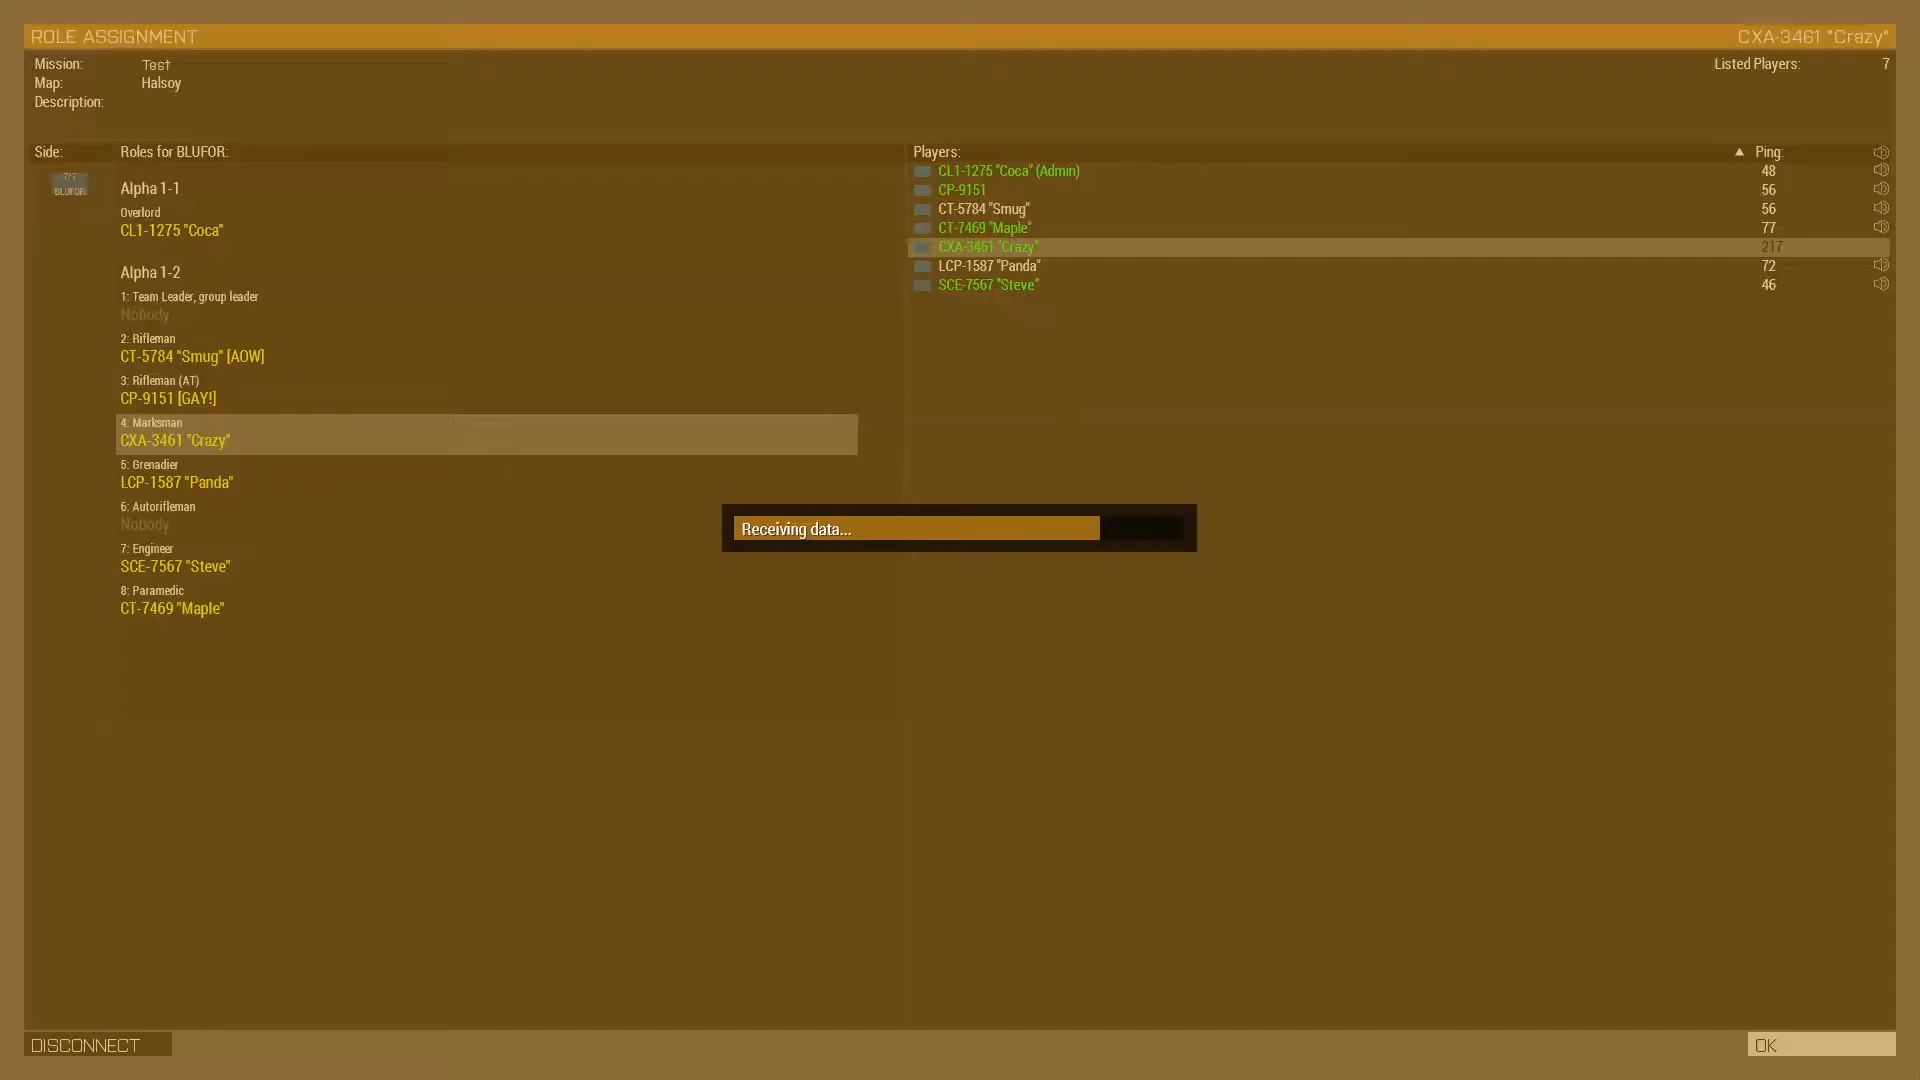 ROLE ASSIGNMENT CXA-3461 "Crazy"
Mission: Test Listed Players: 7
Map: Halsoy
Description:
Side: Roles for BLUFOR:
7/7
BLUFOR
Alpha 1-1
Overlord
CL1-1275 "Coca"
Alpha 1-2
1: Team Leader, group leader
Nobody
2: Rifleman
CT-5784 "Smug" [AOW]
3: Rifleman (AT)
CP-9151 [GAY!]
4: Marksman
CXA-3461 "Crazy"
5: Grenadier
LCP-1587 "Panda"
6: Autorifleman
Nobody
7: Engineer
SCE-7567 "Steve"
8: Paramedic
CT-7469 "Maple"
Players: Ping:
CL1-1275 "Coca" (Admin) 48
CP-9151 56
CT-5784 "Smug" 56
CT-7469 "Maple" 77
CXA-3461 "Crazy" 217
LCP-1587 "Panda" 72
SCE-7567 "Steve" 46
Receiving data...
DISCONNECT OK